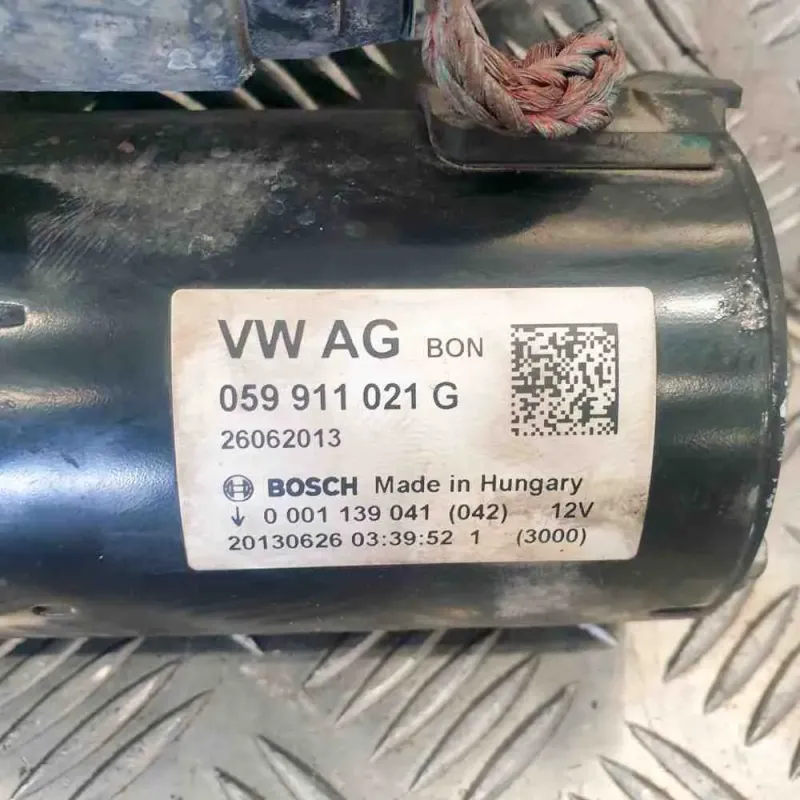 VW AG BON
059 911 021 G
26062013
BOSCH Made in Hungary
↓ 0 001 139 041 (042) 12V
20130626 03:39:52 1 (3000)